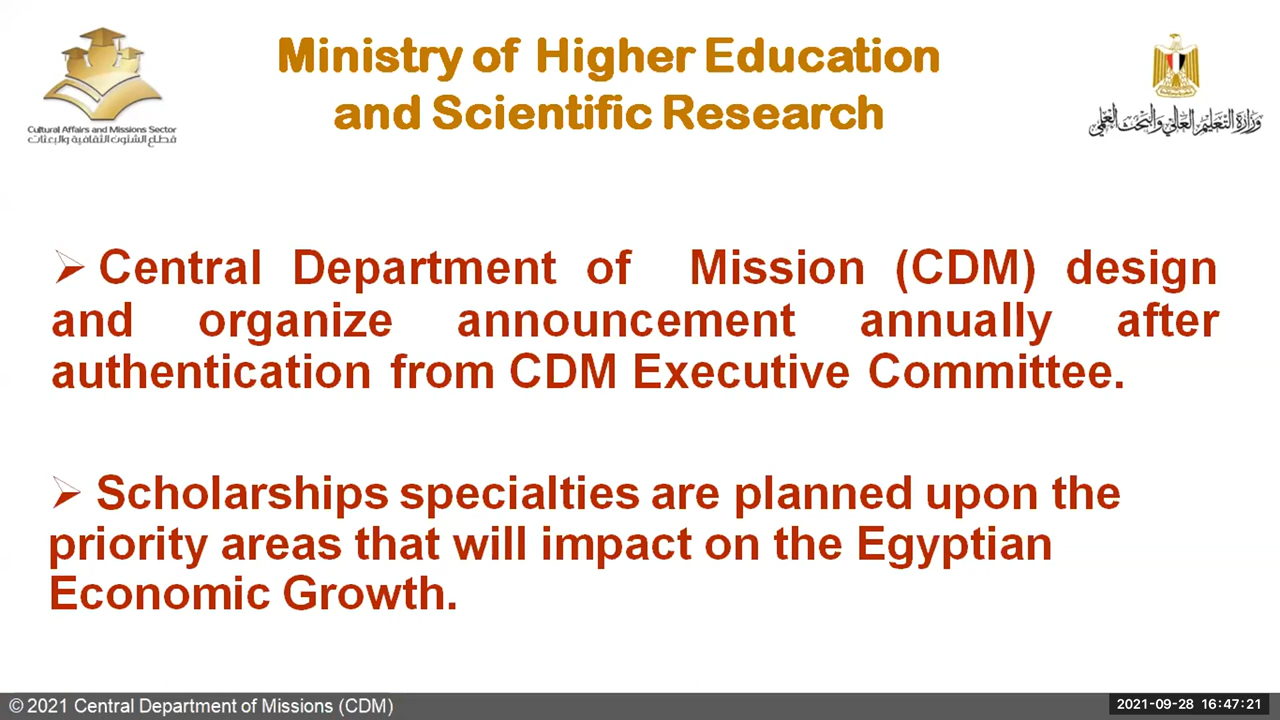 Ministry of Higher Education
and Scientific Research
Cultural Affairs and Missions Sector
قطاع الشئون الثقافية والبعثات
وزارة التعليم العالي والبحث العلمي
➢ Central Department of Mission (CDM) design
and organize announcement annually after
authentication from CDM Executive Committee.
➢ Scholarships specialties are planned upon the
priority areas that will impact on the Egyptian
Economic Growth.
© 2021 Central Department of Missions (CDM)
2021-09-28 16:47:21